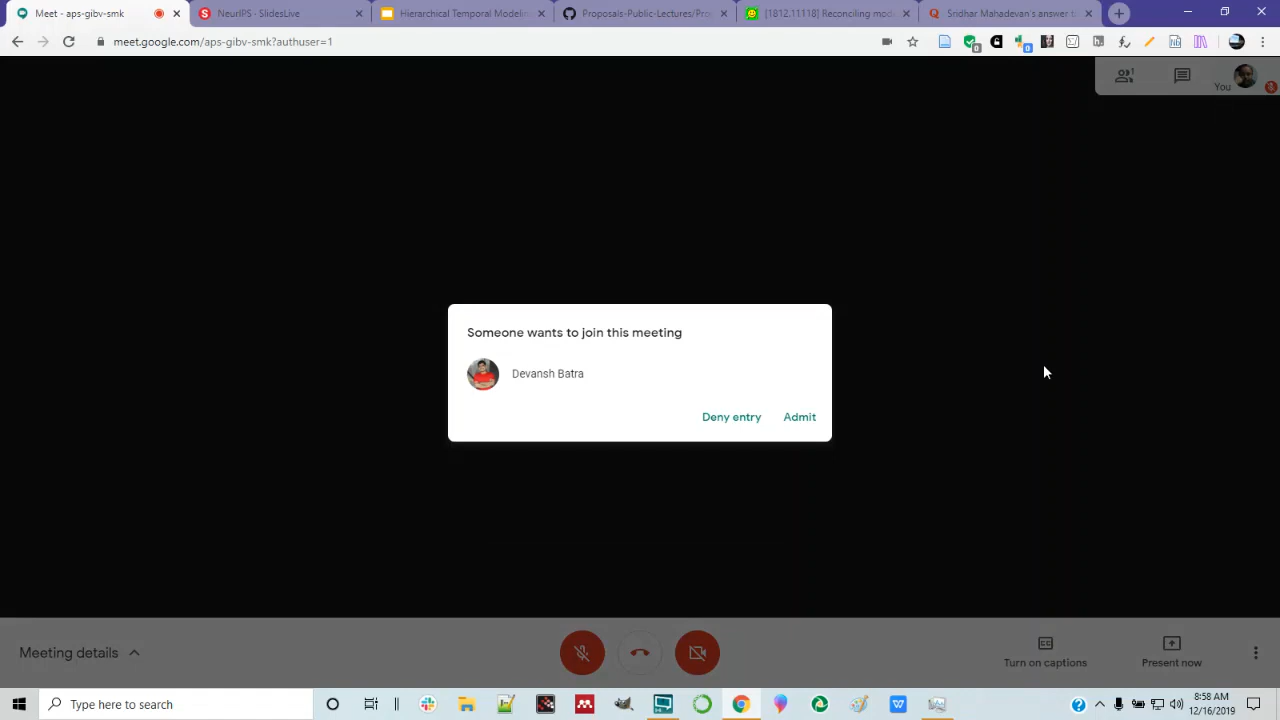 Meet - aps-gibv-smk
NeurIPS - SlidesLive
Hierarchical Temporal Modelin
Proposals-Public-Lectures/Pro
[1812.11118] Reconciling mod
Sridhar Mahadevan's answer t
meet.google.com/aps-gibv-smk?authuser=1
0
0
1
You
Someone wants to join this meeting
Devansh Batra
Deny entry
Admit
Meeting details
Turn on captions
Present now
Type here to search
8:58 AM
12/16/2019